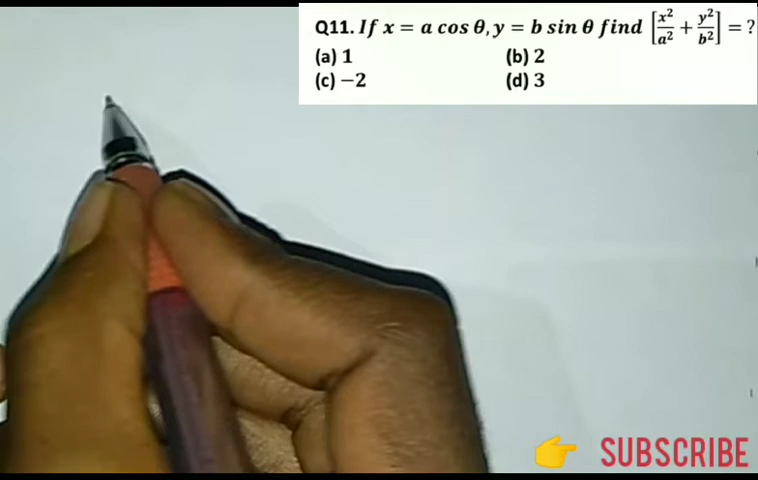 Q11. If x = a cos θ, y = b sin θ find [x²/a² + y²/b²] = ?
(a) 1 (b) 2
(c) −2 (d) 3
👉 SUBSCRIBE